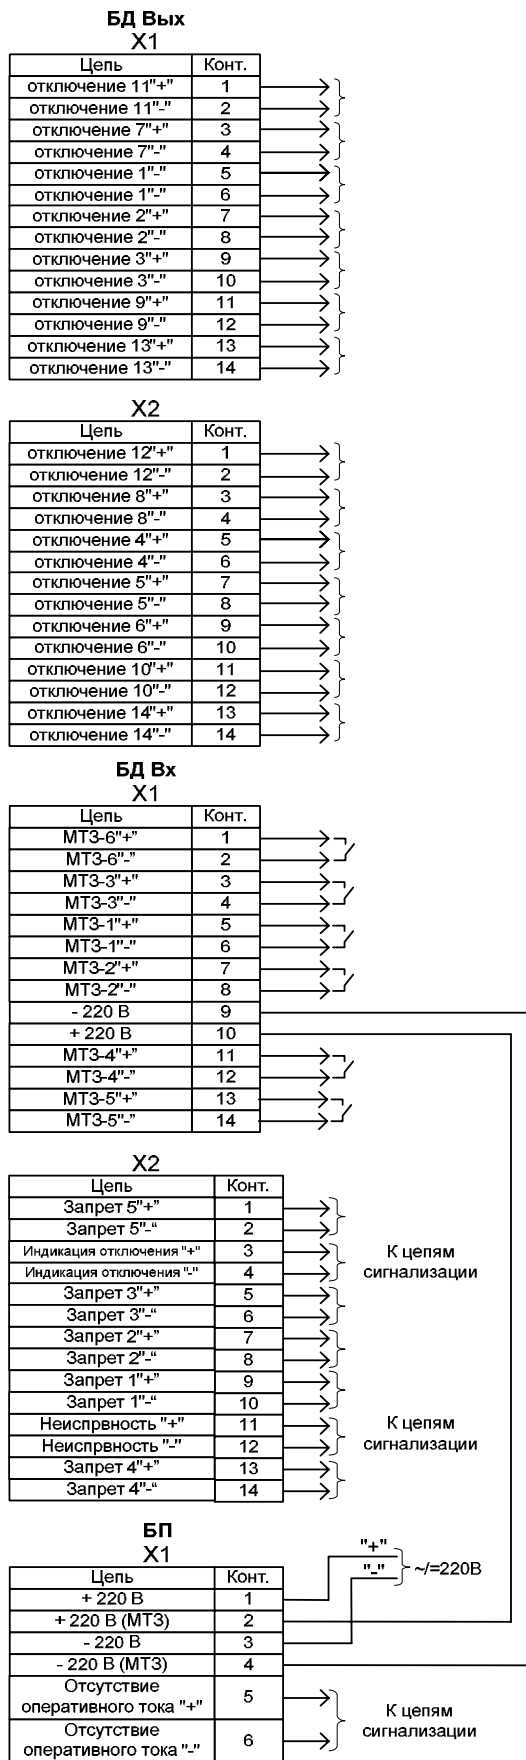 БД Вых
X1
Цепь Конт.
отключение 11"+" 1
отключение 11"-" 2
отключение 7"+" 3
отключение 7"-" 4
отключение 1"-" 5
отключение 1"-" 6
отключение 2"+" 7
отключение 2"-" 8
отключение 3"+" 9
отключение 3"-" 10
отключение 9"+" 11
отключение 9"-" 12
отключение 13"+" 13
отключение 13"-" 14
X2
Цепь Конт.
отключение 12"+" 1
отключение 12"-" 2
отключение 8"+" 3
отключение 8"-" 4
отключение 4"+" 5
отключение 4"-" 6
отключение 5"+" 7
отключение 5"-" 8
отключение 6"+" 9
отключение 6"-" 10
отключение 10"+" 11
отключение 10"-" 12
отключение 14"+" 13
отключение 14"-" 14
БД Вх
X1
Цепь Конт.
МТЗ-6"+” 1
МТЗ-6"-” 2
МТЗ-3"+” 3
МТЗ-3"-” 4
МТЗ-1"+” 5
МТЗ-1"-” 6
МТЗ-2"+” 7
МТЗ-2"-” 8
- 220 В 9
+ 220 В 10
МТЗ-4"+” 11
МТЗ-4"-” 12
МТЗ-5"+” 13
МТЗ-5"-” 14
X2
Цепь Конт.
Запрет 5"+” 1
Запрет 5"-“ 2
Индикация отключения "+" 3
Индикация отключения "-" 4
К цепям
сигнализации
Запрет 3"+” 5
Запрет 3"-“ 6
Запрет 2"+” 7
Запрет 2"-“ 8
Запрет 1"+” 9
Запрет 1"-“ 10
Неиспрвность "+" 11
Неиспрвность "-" 12
К цепям
сигнализации
Запрет 4"+” 13
Запрет 4"-“ 14
БП
X1
"+"
"-"
~/=220В
Цепь Конт.
+ 220 В 1
+ 220 В (МТЗ) 2
- 220 В 3
- 220 В (МТЗ) 4
Отсутствие
оперативного тока "+" 5
Отсутствие
оперативного тока "-" 6
К цепям
сигнализации